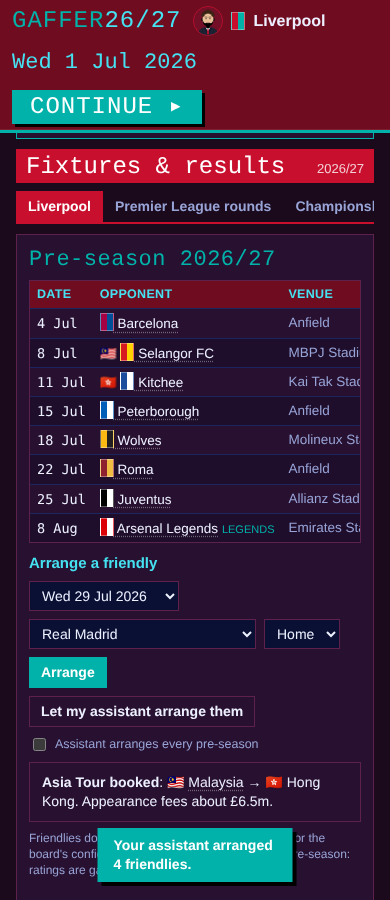 GAFFER26/27 Liverpool
Wed 1 Jul 2026
CONTINUE ▸
Fixtures & results 2026/27
Liverpool Premier League rounds Champions
Pre-season 2026/27
DATE OPPONENT VENUE
4 Jul Barcelona Anfield
8 Jul Selangor FC MBPJ Stadi
11 Jul Kitchee Kai Tak Stad
15 Jul Peterborough Anfield
18 Jul Wolves Molineux St
22 Jul Roma Anfield
25 Jul Juventus Allianz Stad
8 Aug Arsenal Legends LEGENDS Emirates Sta
Arrange a friendly
Wed 29 Jul 2026
Real Madrid Home
Arrange
Let my assistant arrange them
Assistant arranges every pre-season
Asia Tour booked: Malaysia → Hong
Kong. Appearance fees about £6.5m.
Friendlies do or the
board's confi re-season:
ratings are ga
Your assistant arranged
4 friendlies.